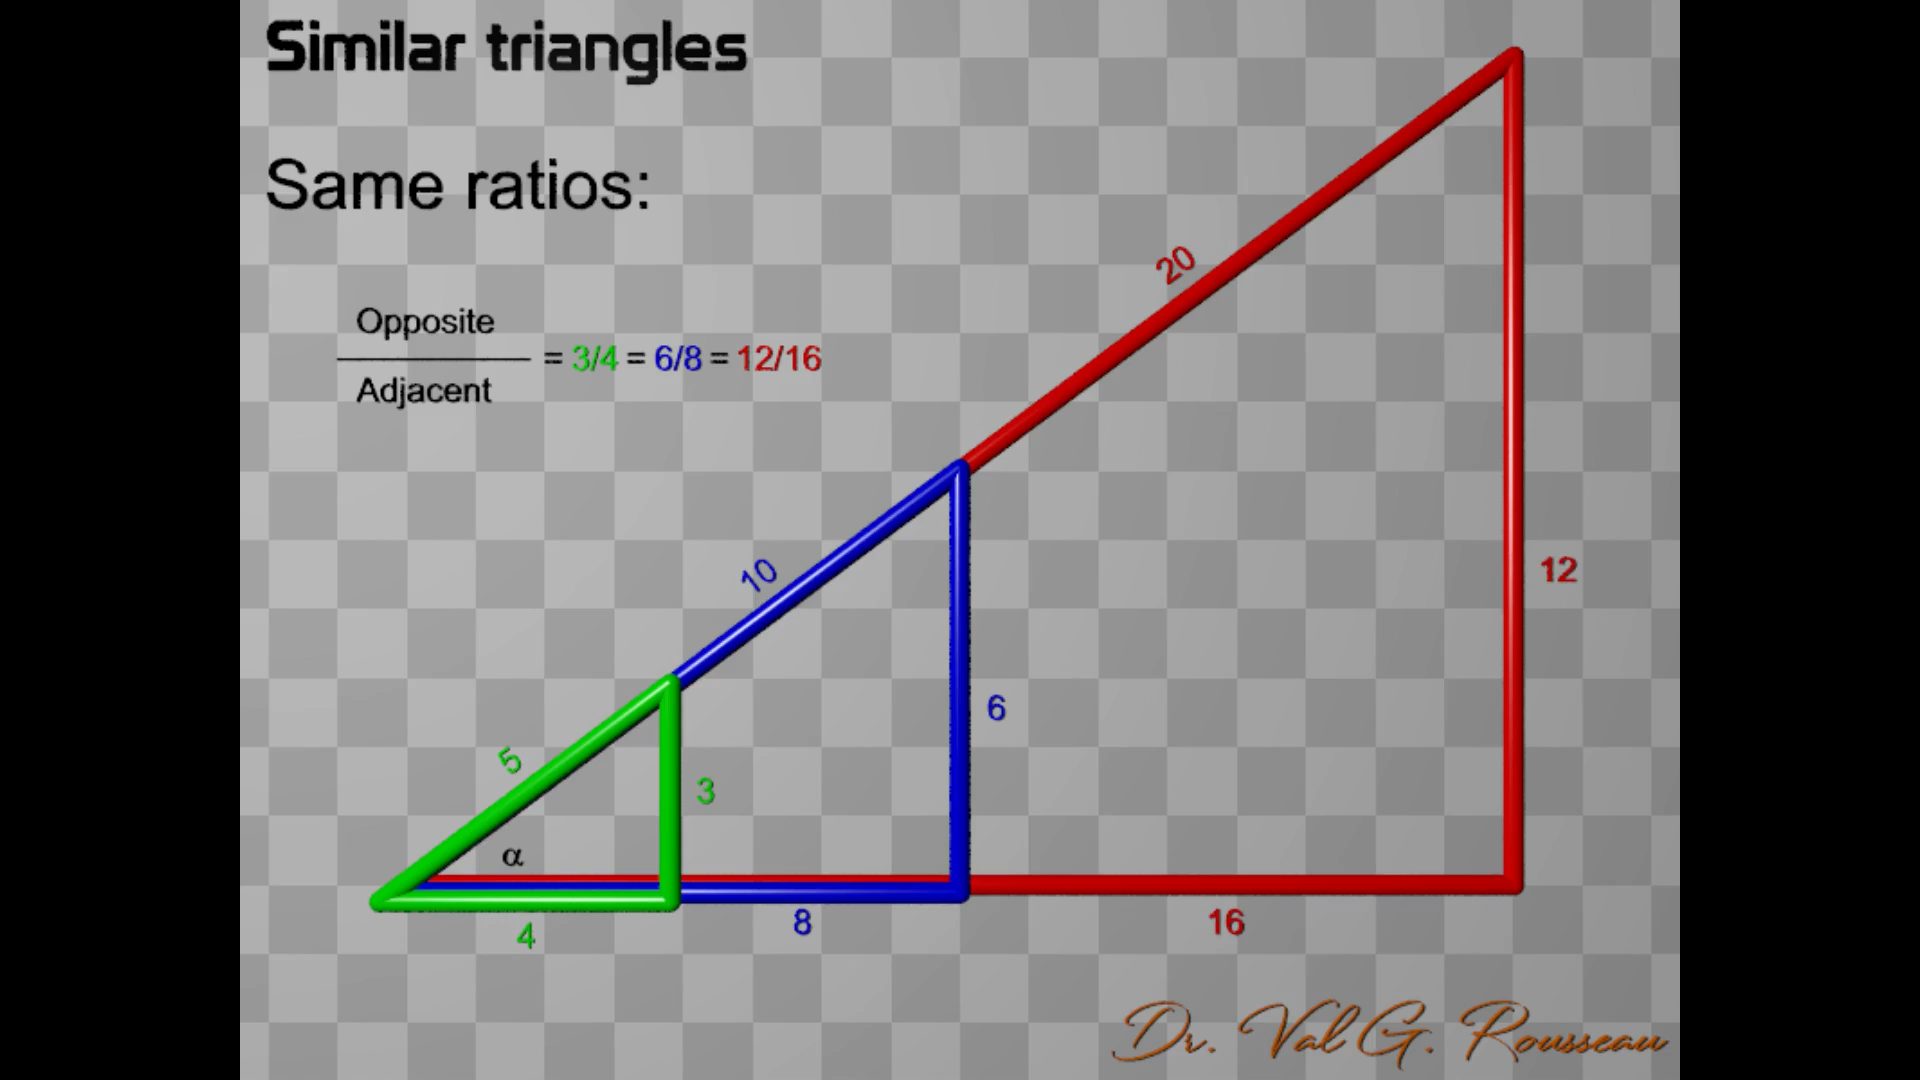 Similar triangles
Same ratios:
Opposite
Adjacent
= 3/4 = 6/8 = 12/16
20
10
12
6
5
3
α
4
8
16
Dr. Val G. Rousseau